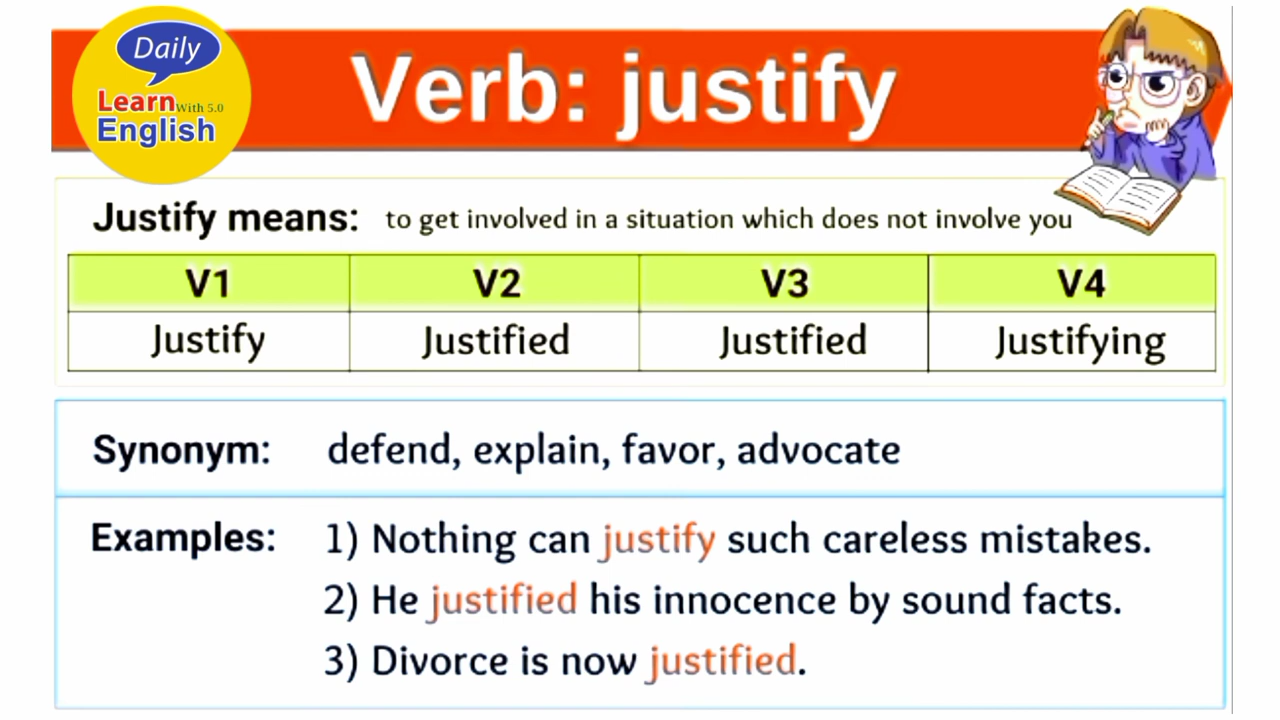 Daily
Learn With 5.0
English
Verb: justify
Justify means: to get involved in a situation which does not involve you
V1 V2 V3 V4
Justify Justified Justified Justifying
Synonym: defend, explain, favor, advocate
Examples: 1) Nothing can justify such careless mistakes.
2) He justified his innocence by sound facts.
3) Divorce is now justified.